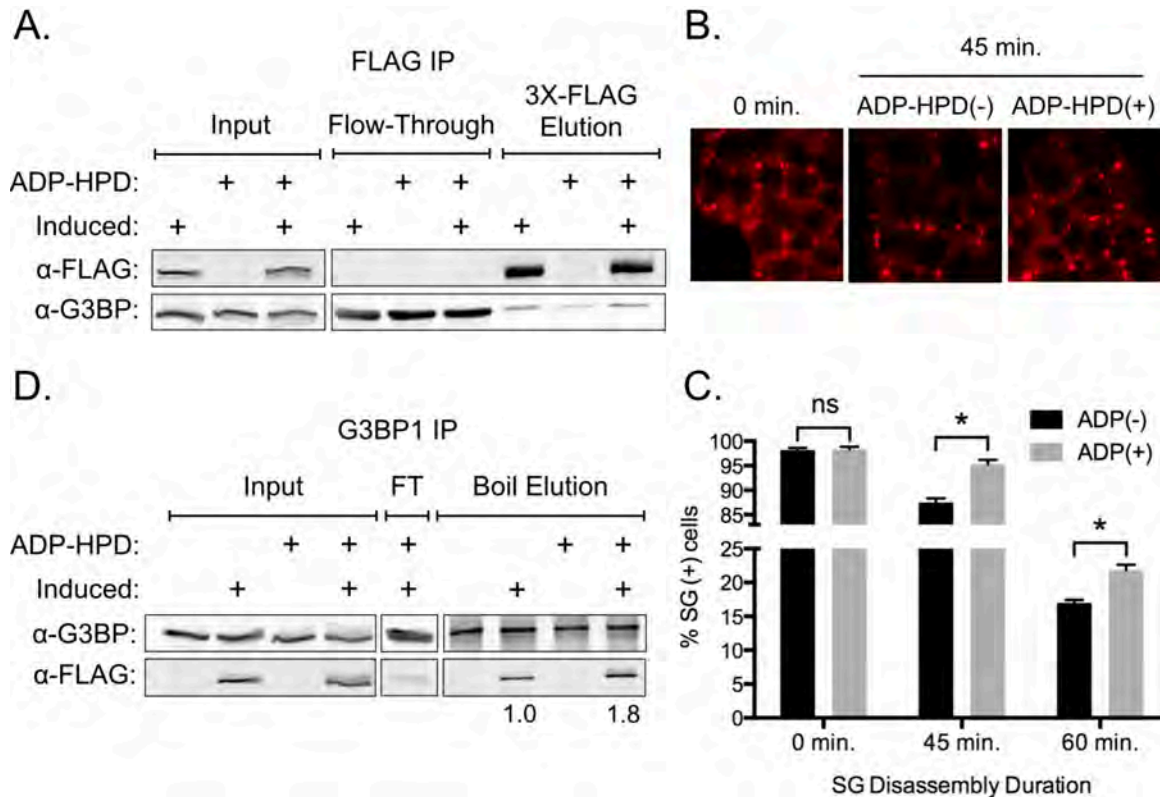 A.
FLAG IP
Input Flow-Through 3X-FLAG Elution
ADP-HPD: + + + + + +
Induced: + + + + + +
α-FLAG:
α-G3BP:
B.
45 min.
0 min. ADP-HPD(-) ADP-HPD(+)
D.
G3BP1 IP
Input FT Boil Elution
ADP-HPD: + + + + +
Induced: + + + + +
α-G3BP:
α-FLAG:
1.0 1.8
C.
ns * *
ADP(-)
ADP(+)
% SG (+) cells
100
95
90
85
25
20
15
10
5
0
0 min. 45 min. 60 min.
SG Disassembly Duration